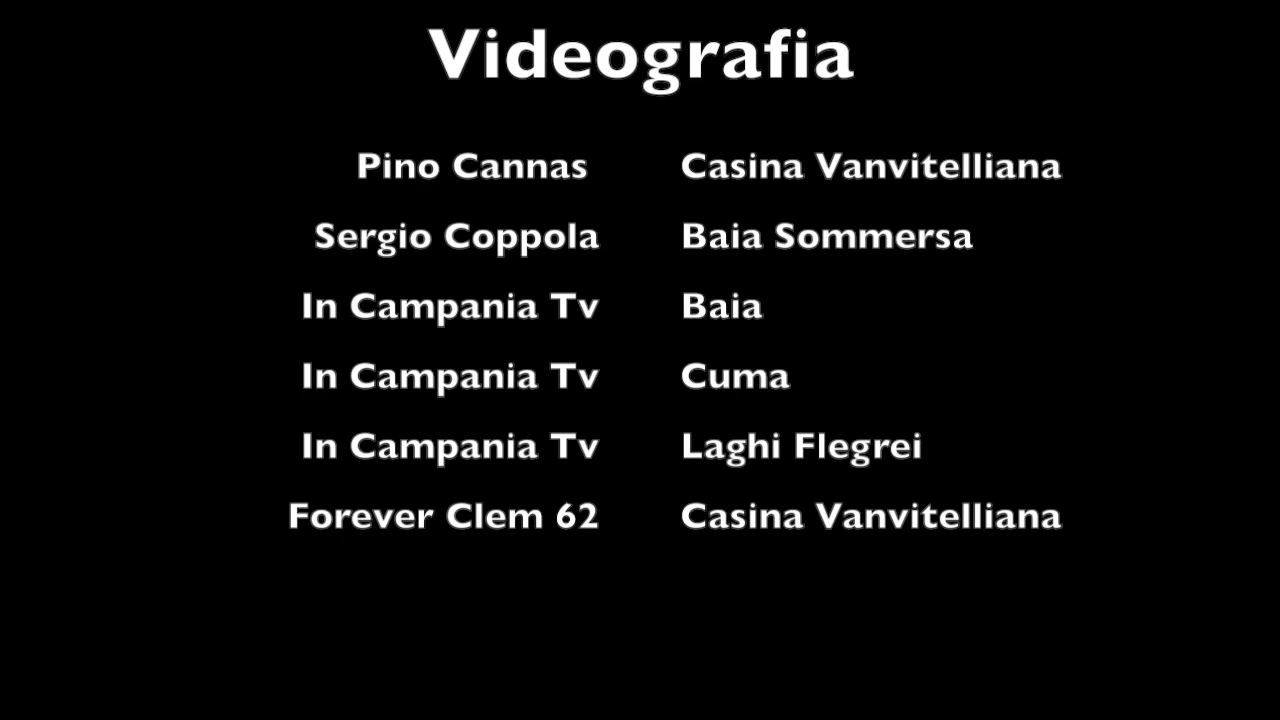 Videografia
Pino Cannas Casina Vanvitelliana
Sergio Coppola Baia Sommersa
In Campania Tv Baia
In Campania Tv Cuma
In Campania Tv Laghi Flegrei
Forever Clem 62 Casina Vanvitelliana